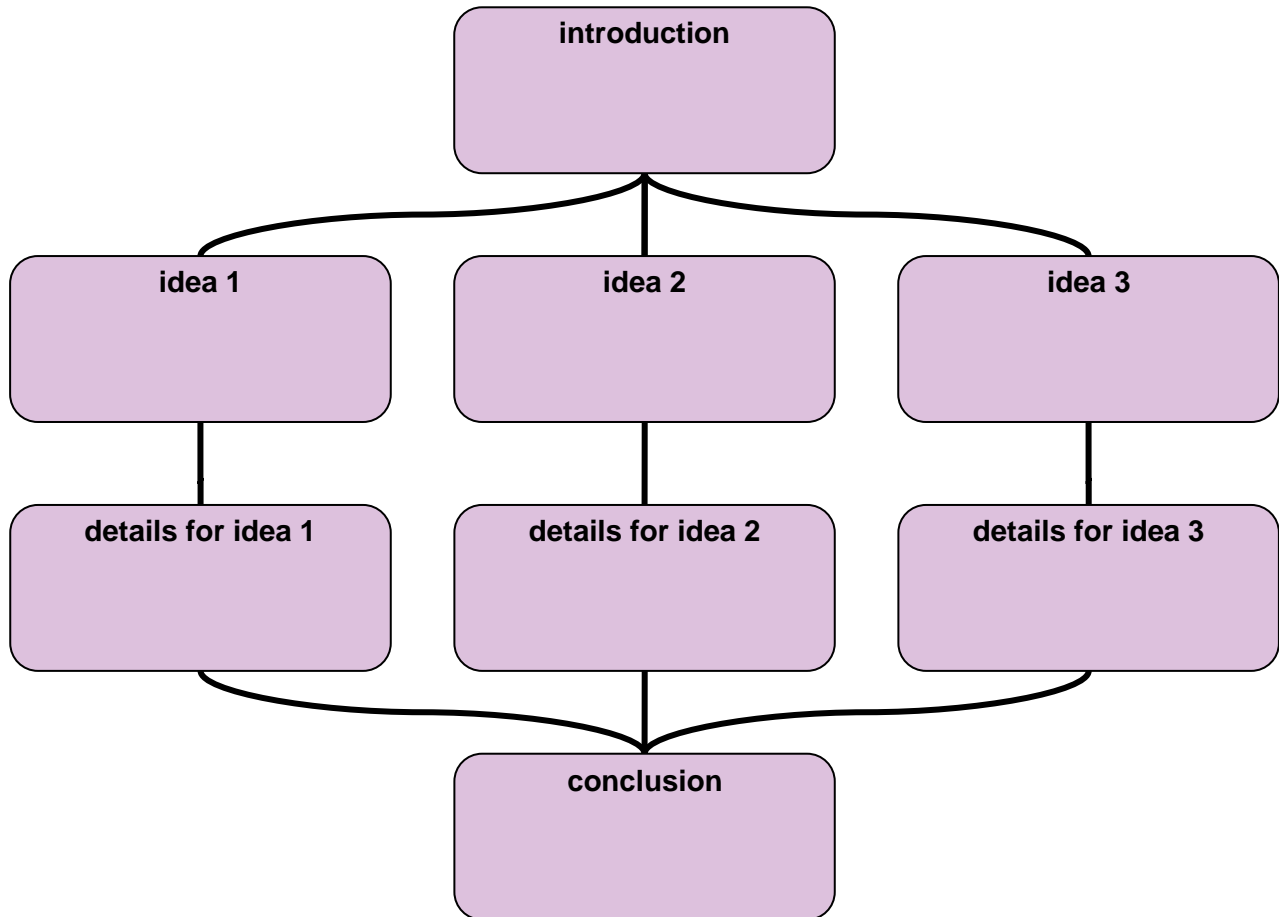 introduction
idea 1
idea 2
idea 3
details for idea 1
details for idea 2
details for idea 3
conclusion